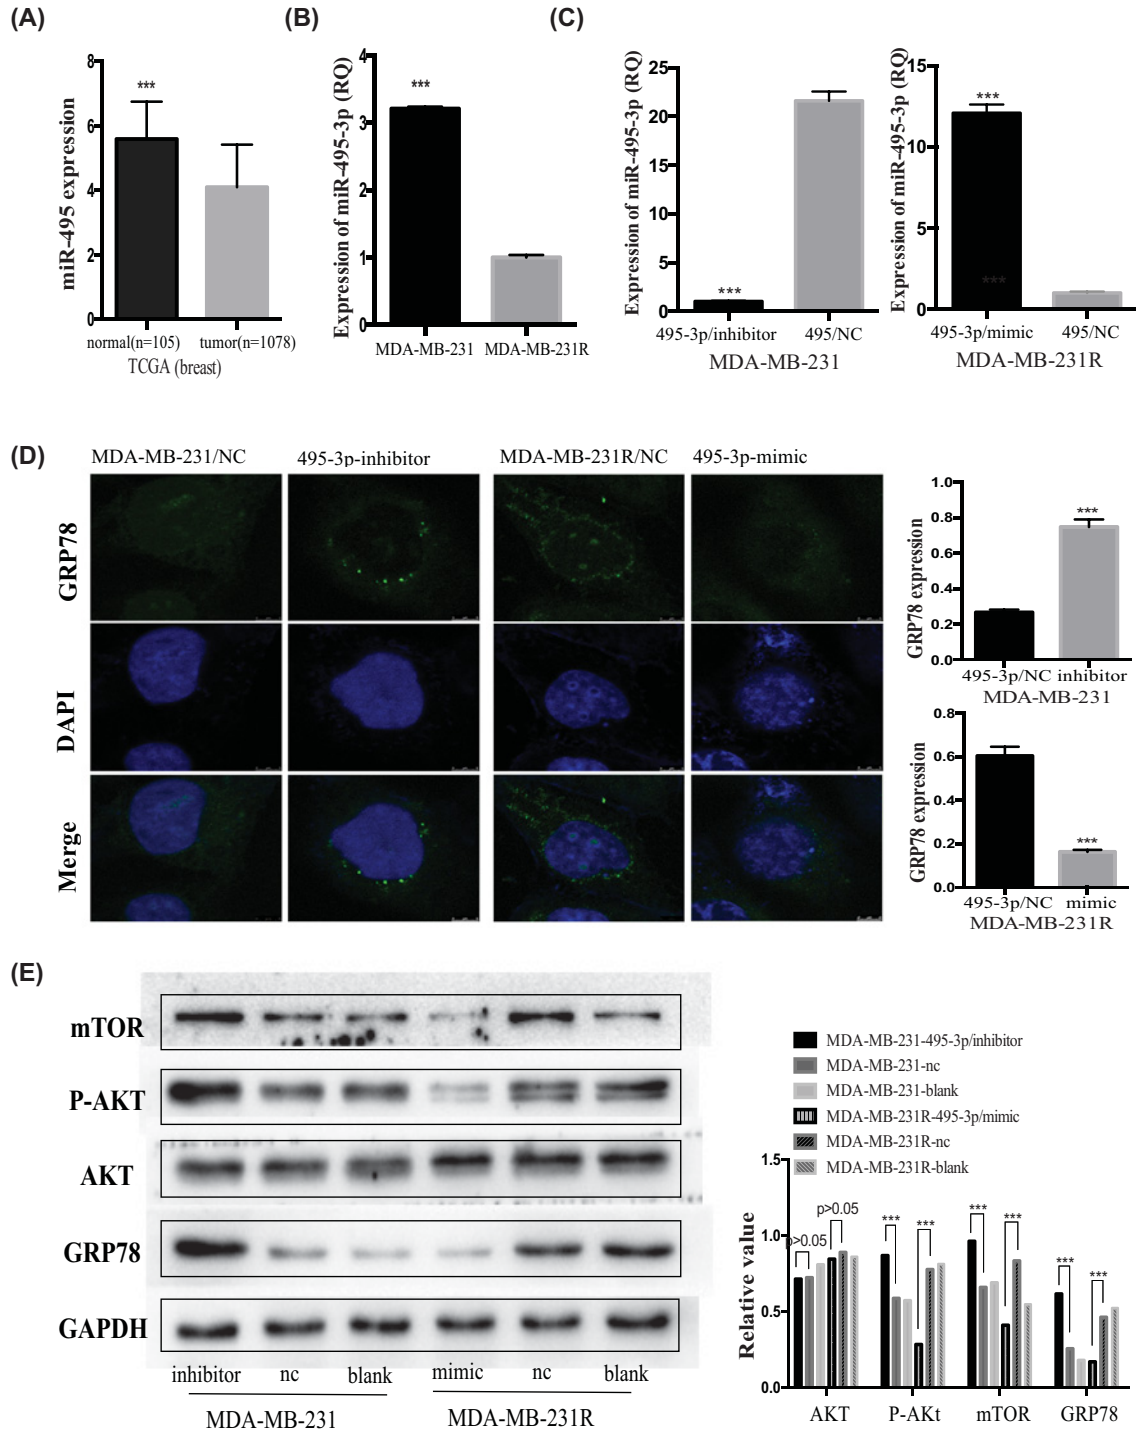 (A)
miR-495 expression
8
6
4
2
0
***
normal(n=105) tumor(n=1078)
TCGA (breast)
(B)
Expression of miR-495-3p (RQ)
4
3
2
1
0
***
MDA-MB-231 MDA-MB-231R
(C)
Expression of miR-495-3p (RQ)
25
20
15
10
5
0
***
495-3p/inhibitor 495/NC
MDA-MB-231
Expression of miR-495-3p (RQ)
15
10
5
0
***
***
495-3p/mimic 495/NC
MDA-MB-231R
(D)
MDA-MB-231/NC 495-3p-inhibitor MDA-MB-231R/NC 495-3p-mimic
GRP78
DAPI
Merge
GRP78 expression
1.0
0.8
0.6
0.4
0.2
0.0
***
495-3p/NC inhibitor
MDA-MB-231
GRP78 expression
0.8
0.6
0.4
0.2
0.0
***
495-3p/NC mimic
MDA-MB-231R
(E)
mTOR
P-AKT
AKT
GRP78
GAPDH
inhibitor nc blank mimic nc blank
MDA-MB-231 MDA-MB-231R
MDA-MB-231-495-3p/inhibitor
MDA-MB-231-nc
MDA-MB-231-blank
MDA-MB-231R-495-3p/mimic
MDA-MB-231R-nc
MDA-MB-231R-blank
Relative value
1.5
1.0
0.5
0.0
p>0.05
p>0.05
***
***
***
***
***
***
AKT P-AKt mTOR GRP78